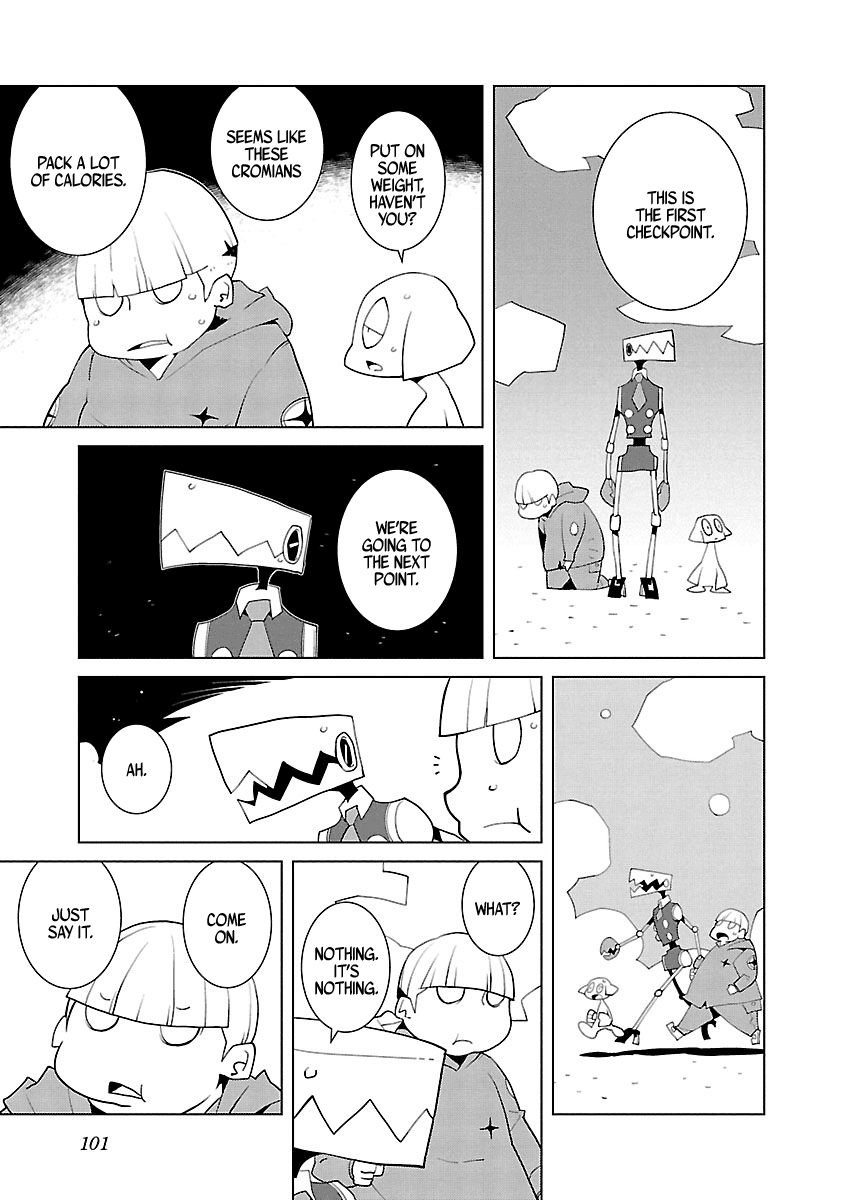 THIS IS
THE FIRST
CHECKPOINT.
PUT ON
SOME
WEIGHT,
HAVEN'T
YOU?
SEEMS LIKE
THESE
CROMIANS
PACK A LOT
OF CALORIES.
WE'RE
GOING TO
THE NEXT
POINT.
AH.
WHAT?
NOTHING.
IT'S
NOTHING.
COME
ON.
JUST
SAY IT.
101